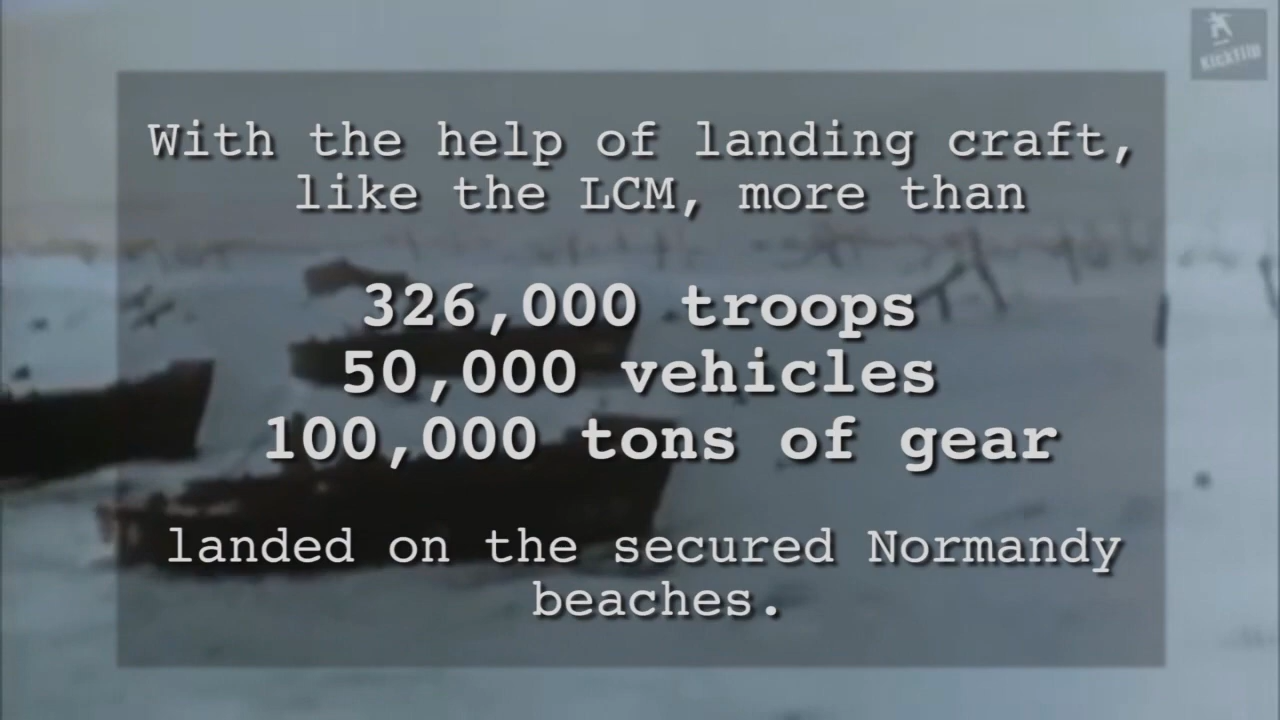 KICKFILM
With the help of landing craft,
like the LCM, more than
326,000 troops
50,000 vehicles
100,000 tons of gear
landed on the secured Normandy
beaches.